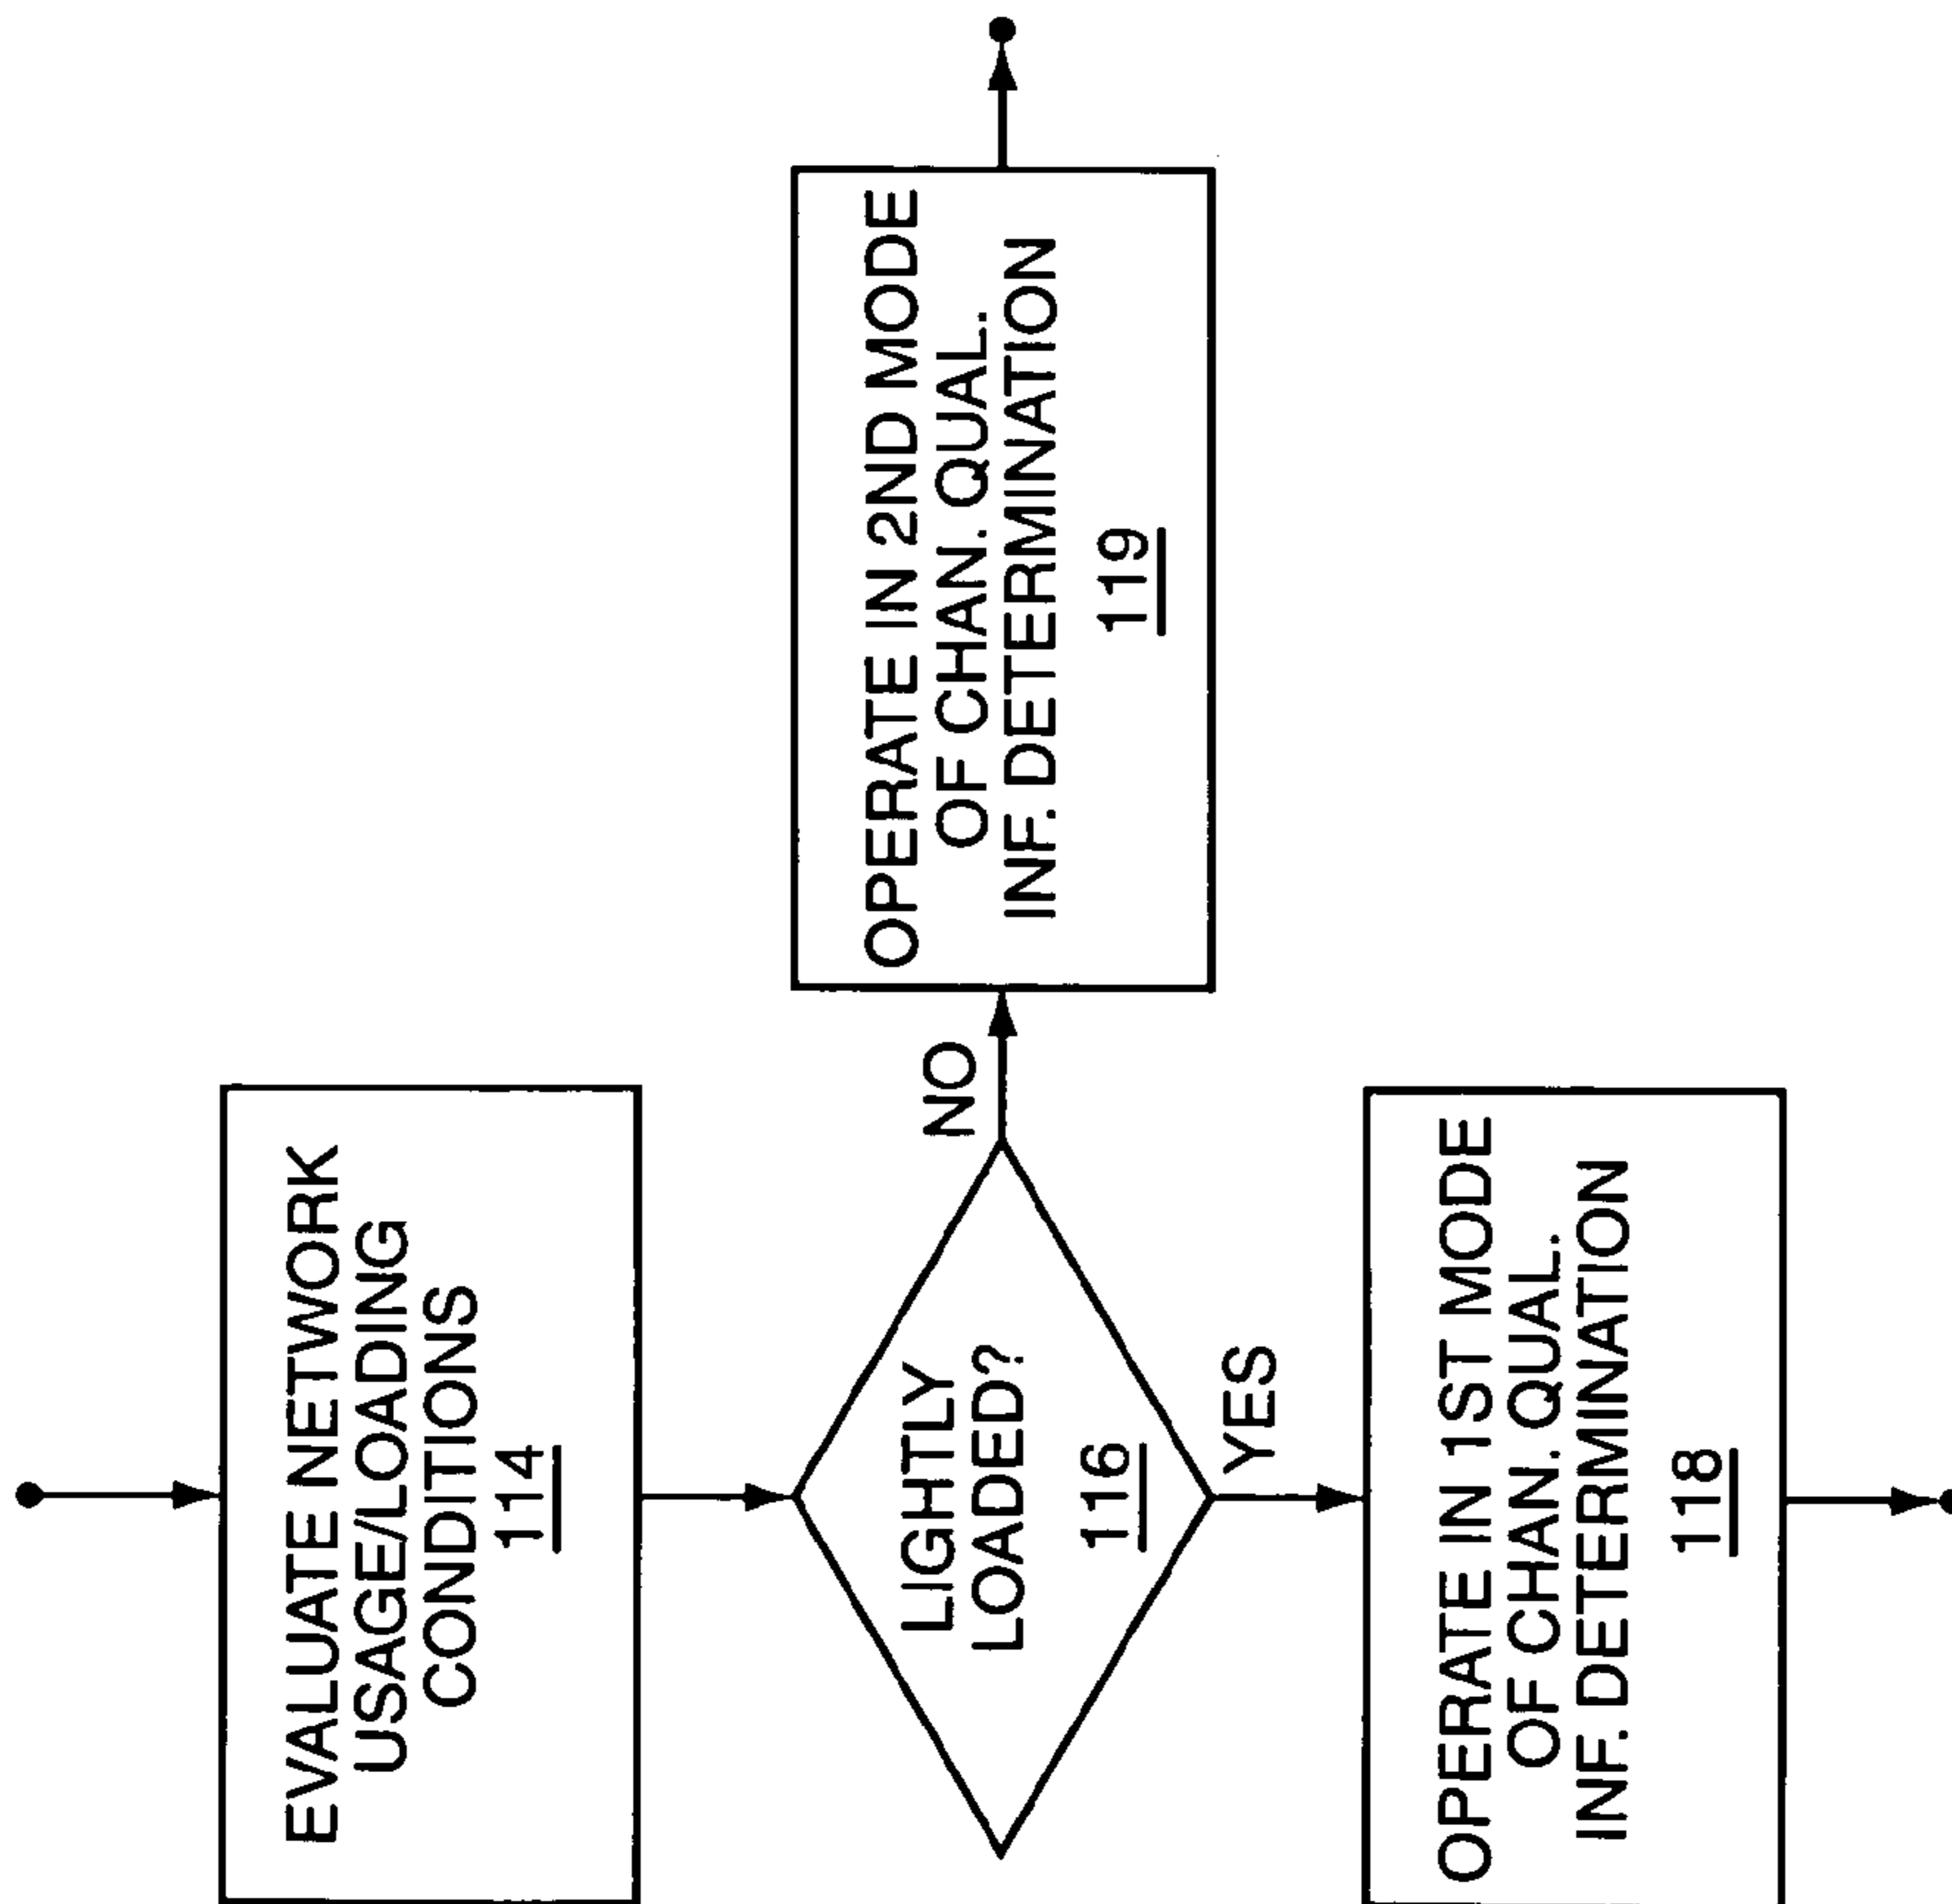 EVALUATE NETWORK
USAGE/LOADING
CONDITIONS
114
LIGHTLY
LOADED?
116
NO
OPERATE IN 2ND MODE
OF CHAN. QUAL.
INF. DETERMINATION
119
YES
OPERATE IN 1ST MODE
OF CHAN. QUAL.
INF. DETERMINATION
118